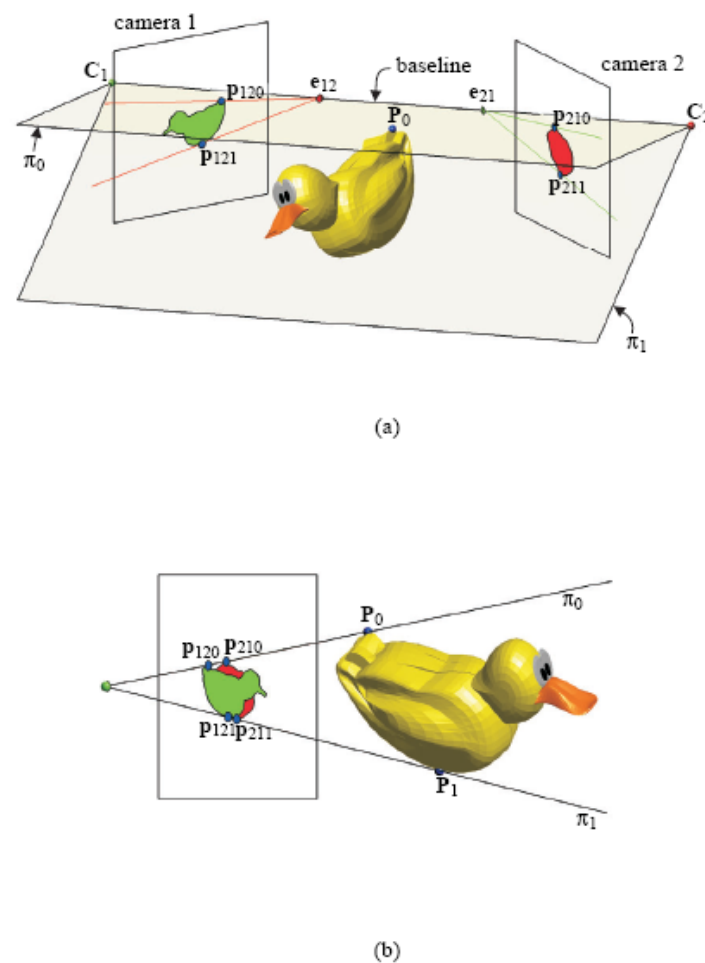 camera 1
C1
p120
e12
baseline
e21
camera 2
p210
C2
P0
π0
p121
p211
π1
(a)
P0
π0
p120 p210
p121 p211
P1
π1
(b)